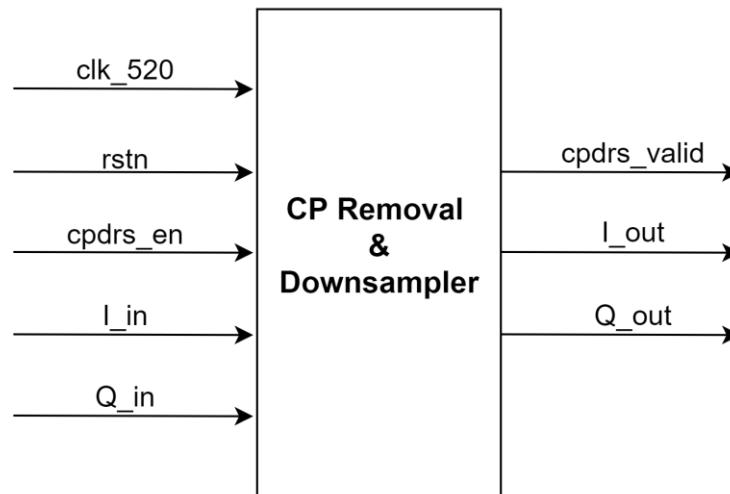 clk_520
rstn
cpdrs_en
I_in
Q_in
CP Removal
&
Downsampler
cpdrs_valid
I_out
Q_out